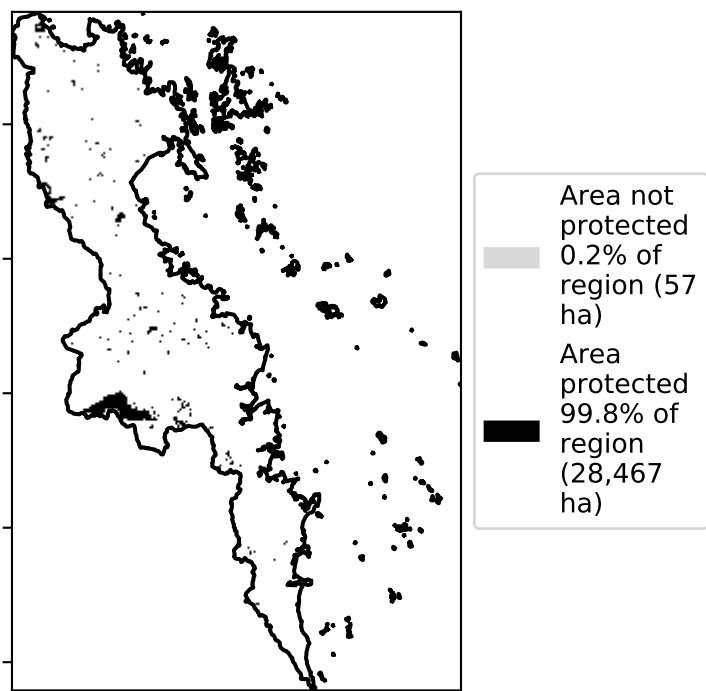 Area not
protected
0.2% of
region (57
ha)
Area
protected
99.8% of
region
(28,467
ha)